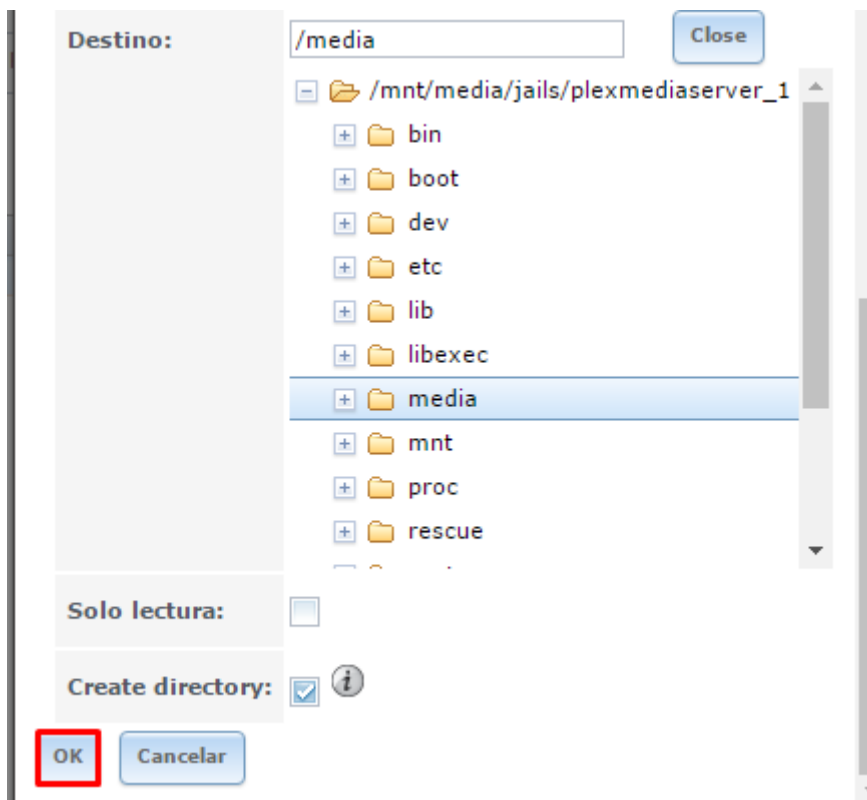 Destino:
/media
Close
/mnt/media/jails/plexmediaserver_1
bin
boot
dev
etc
lib
libexec
media
mnt
proc
rescue
Solo lectura:
Create directory:
OK
Cancelar